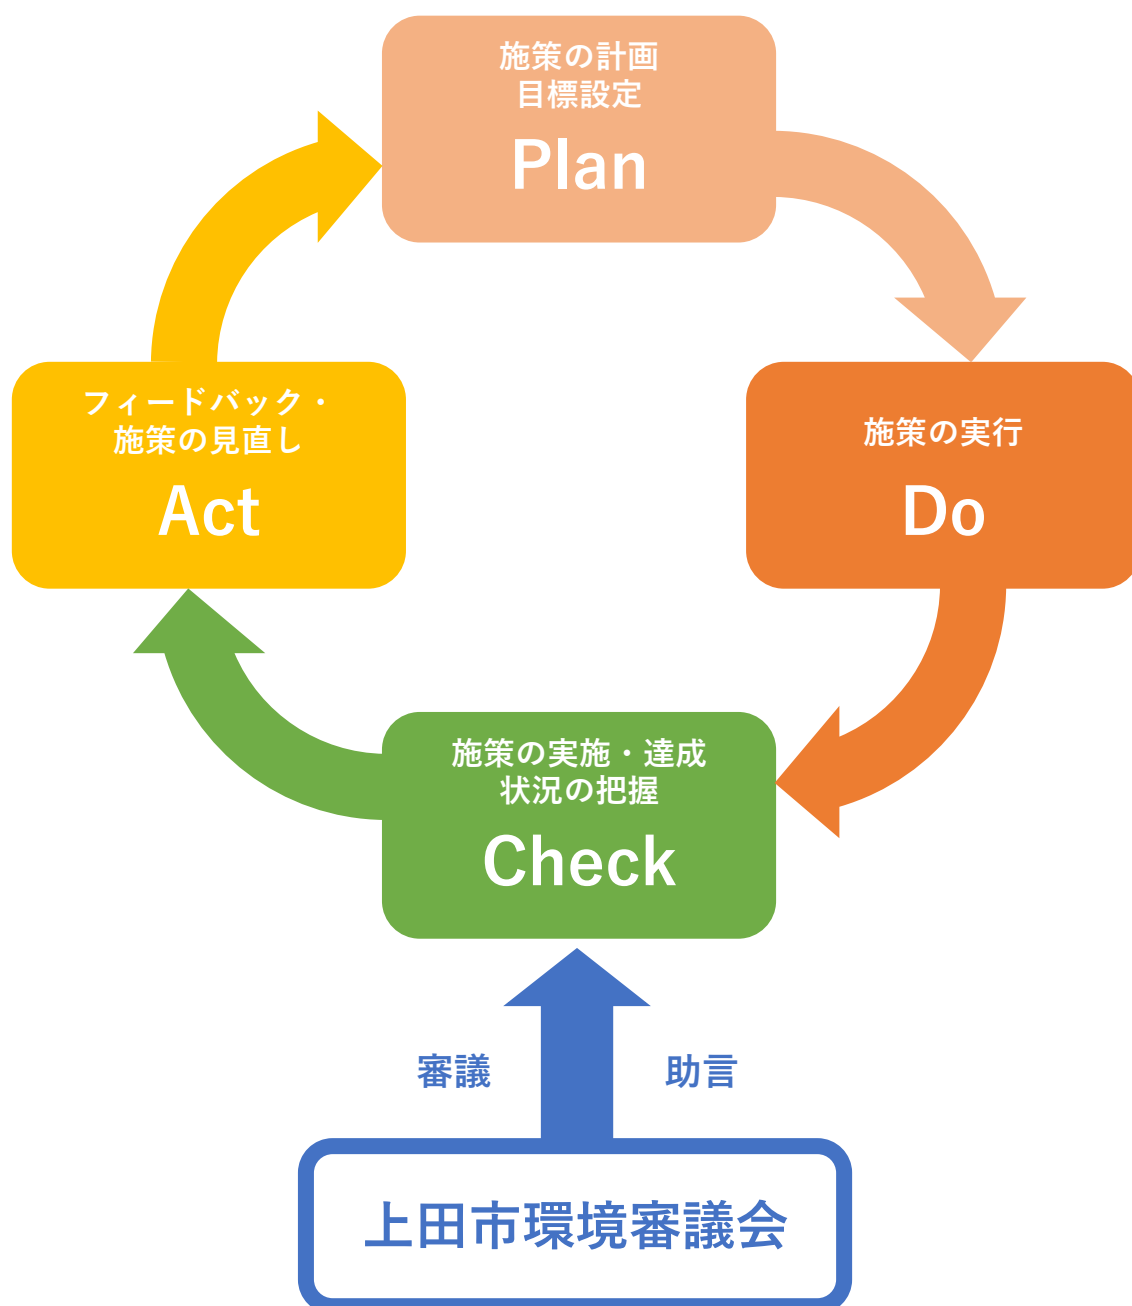 施策の計画
目標設定
Plan
フィードバック・
施策の見直し
Act
施策の実行
Do
施策の実施・達成
状況の把握
Check
審議
助言
上田市環境審議会